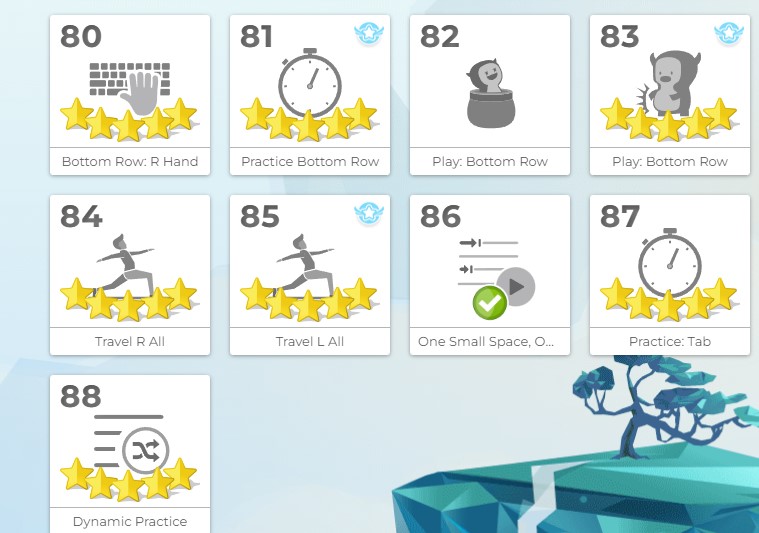 80
Bottom Row: R Hand
81
Practice Bottom Row
82
Play: Bottom Row
83
Play: Bottom Row
84
Travel R All
85
Travel L All
86
One Small Space, O...
87
Practice: Tab
88
Dynamic Practice